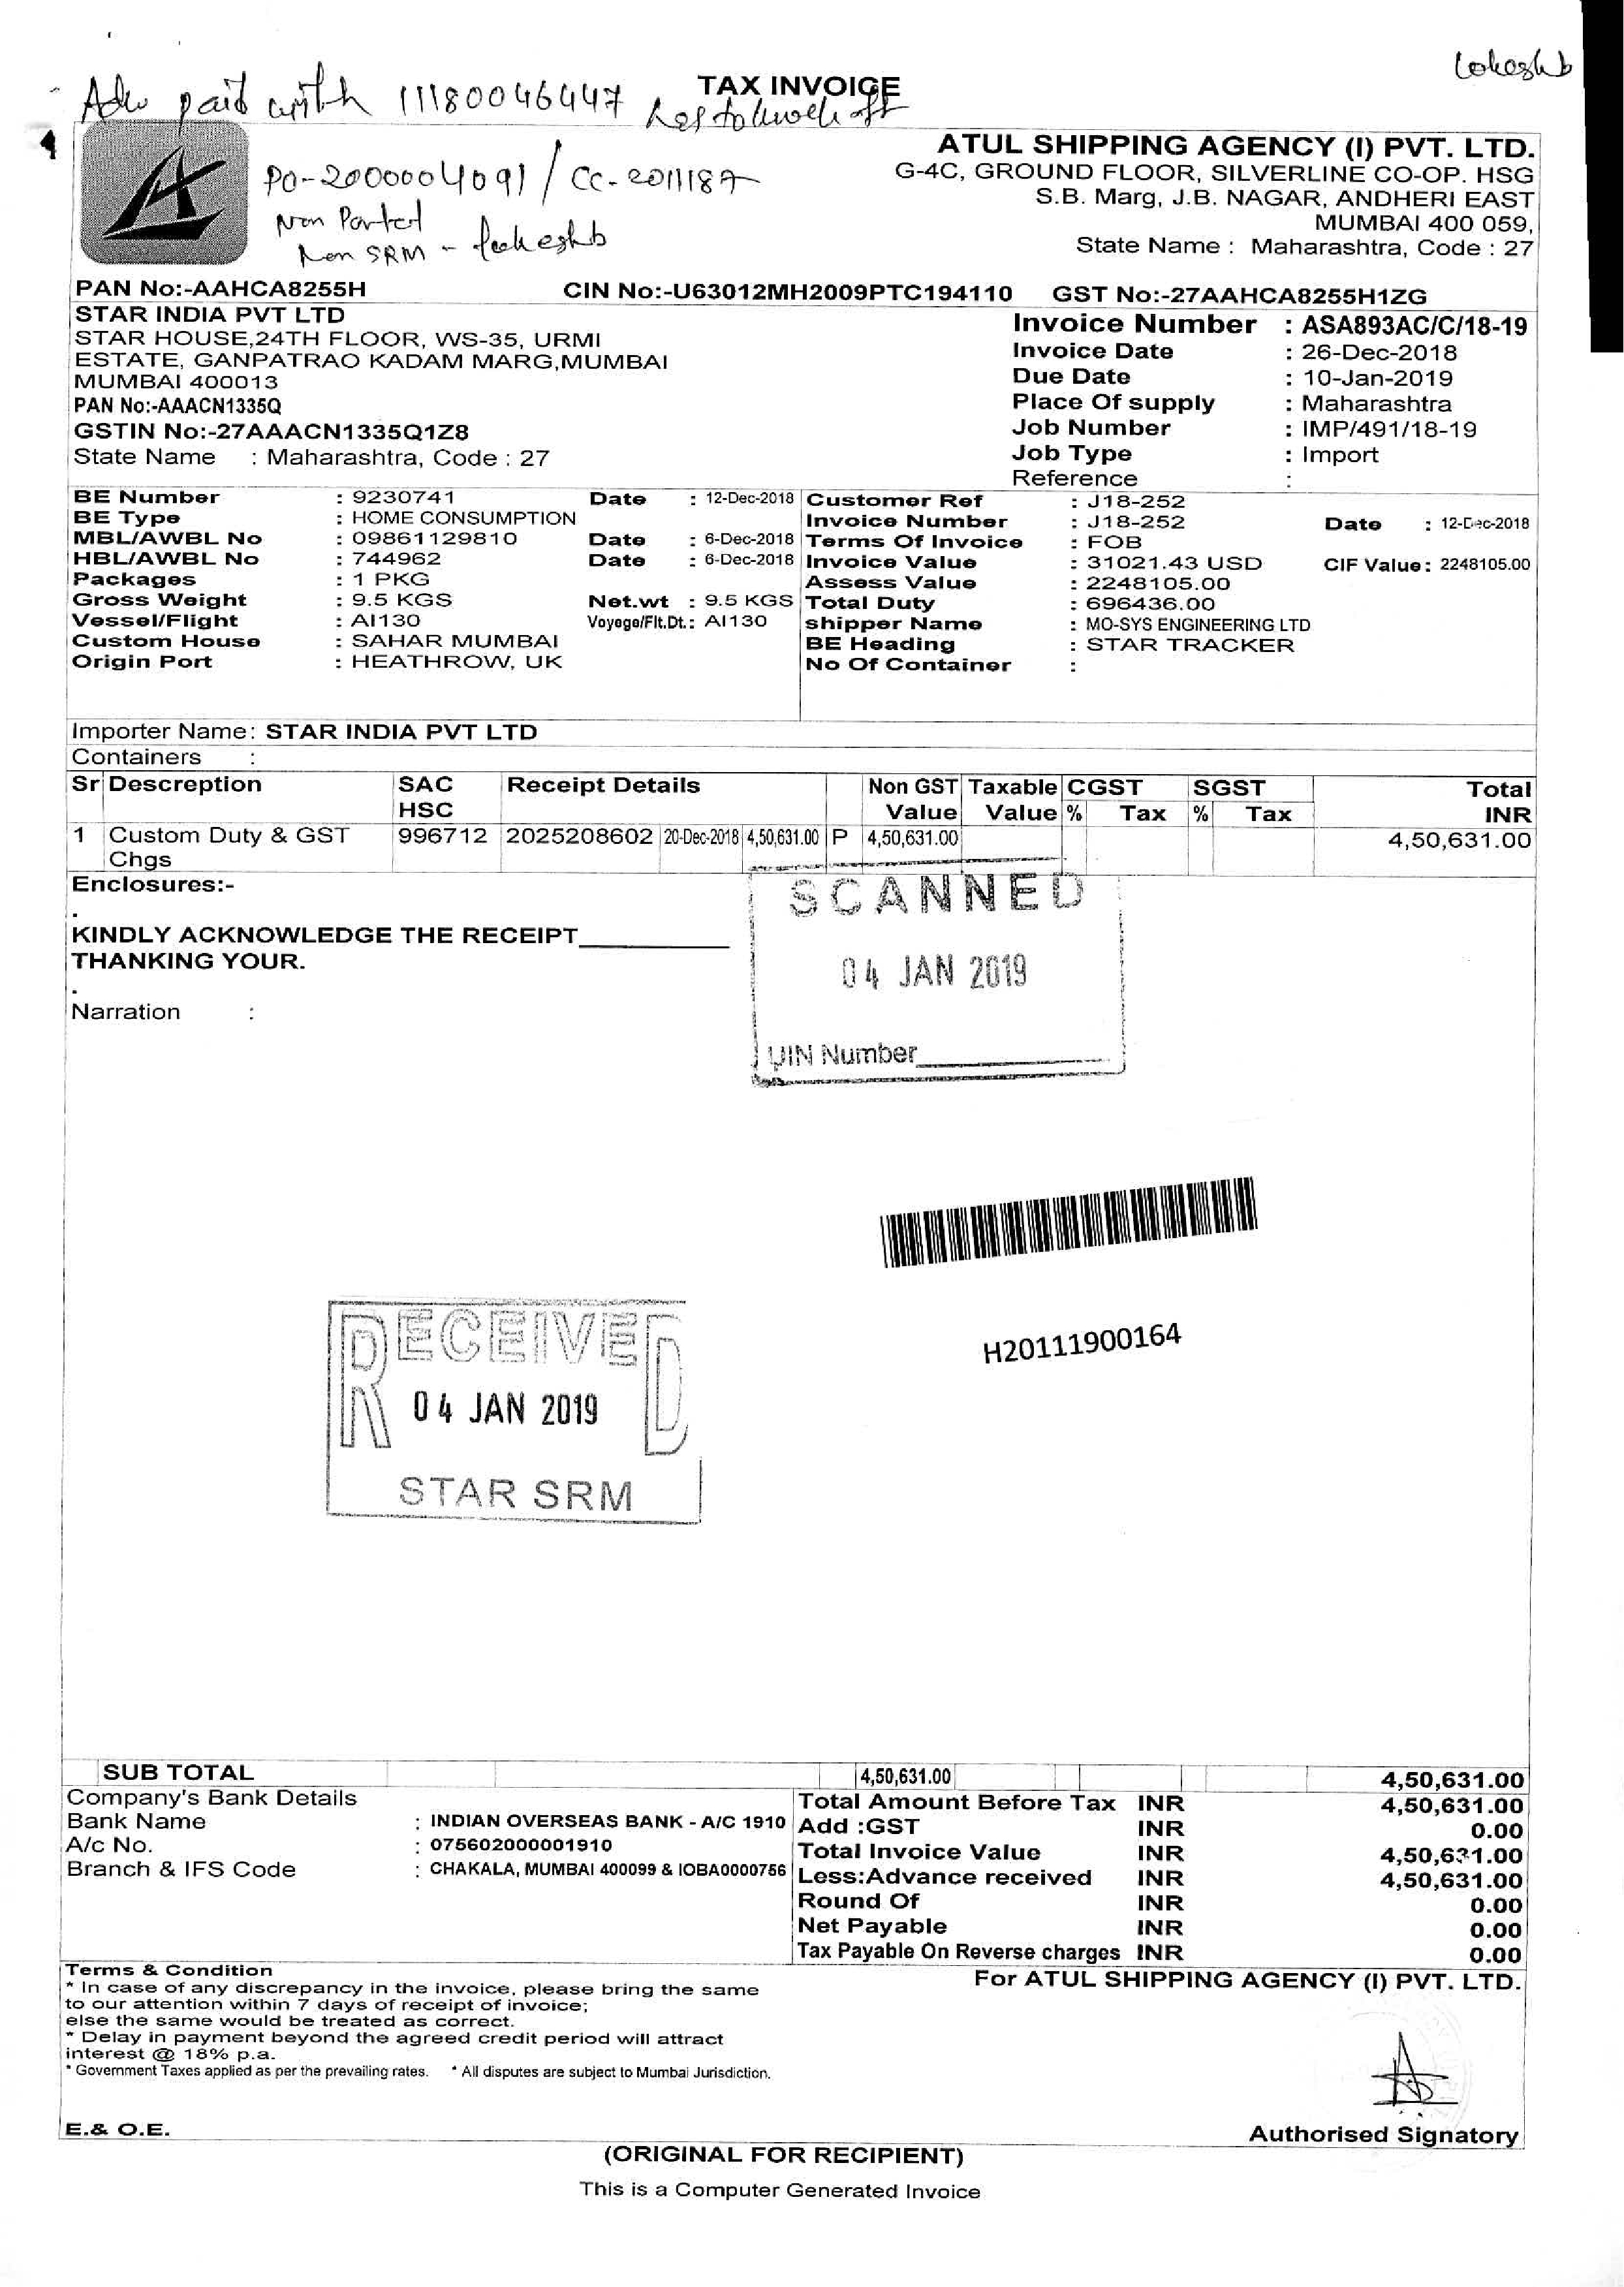 lokeshb
TAX INVOICE
Adv paid with 11180046447
PO-2000004091 / CC-2011187
Non
Non SRM - lokeshb
ATUL SHIPPING AGENCY (I) PVT. LTD.
G-4C, GROUND FLOOR, SILVERLINE CO-OP. HSG
S.B. Marg, J.B. NAGAR, ANDHERI EAST
MUMBAI 400 059,
State Name : Maharashtra, Code : 27
PAN No:-AAHCA8255H CIN No:-U63012MH2009PTC194110 GST No:-27AAHCA8255H1ZG
STAR INDIA PVT LTD
STAR HOUSE,24TH FLOOR, WS-35, URMI
ESTATE, GANPATRAO KADAM MARG,MUMBAI
MUMBAI 400013
PAN No:-AAACN1335Q
GSTIN No:-27AAACN1335Q1Z8
State Name : Maharashtra, Code : 27
Invoice Number : ASA893AC/C/18-19
Invoice Date : 26-Dec-2018
Due Date : 10-Jan-2019
Place Of supply : Maharashtra
Job Number : IMP/491/18-19
Job Type : Import
Reference :
BE Number : 9230741 Date : 12-Dec-2018
BE Type : HOME CONSUMPTION
MBL/AWBL No : 09861129810 Date : 6-Dec-2018
HBL/AWBL No : 744962 Date : 6-Dec-2018
Packages : 1 PKG
Gross Weight : 9.5 KGS Net.wt : 9.5 KGS
Vessel/Flight : AI130 Voyage/Flt.Dt.: AI130
Custom House : SAHAR MUMBAI
Origin Port : HEATHROW, UK
Customer Ref : J18-252
Invoice Number : J18-252 Date : 12-Dec-2018
Terms Of Invoice : FOB
Invoice Value : 31021.43 USD CIF Value: 2248105.00
Assess Value : 2248105.00
Total Duty : 696436.00
shipper Name : MO-SYS ENGINEERING LTD
BE Heading : STAR TRACKER
No Of Container :
Importer Name: STAR INDIA PVT LTD
Containers :
Sr Descreption SAC Receipt Details Non GST Taxable CGST SGST Total
HSC Value Value % Tax % Tax INR
1 Custom Duty & GST 996712 2025208602 20-Dec-2018 4,50,631.00 P 4,50,631.00 4,50,631.00
Chgs
Enclosures:-
.
KINDLY ACKNOWLEDGE THE RECEIPT
THANKING YOUR.
.
Narration :
SCANNED
04 JAN 2019
UIN Number
H20111900164
RECEIVED
04 JAN 2019
STAR SRM
SUB TOTAL 4,50,631.00 4,50,631.00
Company's Bank Details
Bank Name : INDIAN OVERSEAS BANK - A/C 1910
A/c No. : 075602000001910
Branch & IFS Code : CHAKALA, MUMBAI 400099 & IOBA0000756
Total Amount Before Tax INR 4,50,631.00
Add :GST INR 0.00
Total Invoice Value INR 4,50,631.00
Less:Advance received INR 4,50,631.00
Round Of INR 0.00
Net Payable INR 0.00
Tax Payable On Reverse charges INR 0.00
Terms & Condition
* In case of any discrepancy in the invoice, please bring the same
to our attention within 7 days of receipt of invoice;
else the same would be treated as correct.
* Delay in payment beyond the agreed credit period will attract
interest @ 18% p.a.
* Government Taxes applied as per the prevailing rates. * All disputes are subject to Mumbai Jurisdiction.
For ATUL SHIPPING AGENCY (I) PVT. LTD.
E.& O.E.
Authorised Signatory
(ORIGINAL FOR RECIPIENT)
This is a Computer Generated Invoice